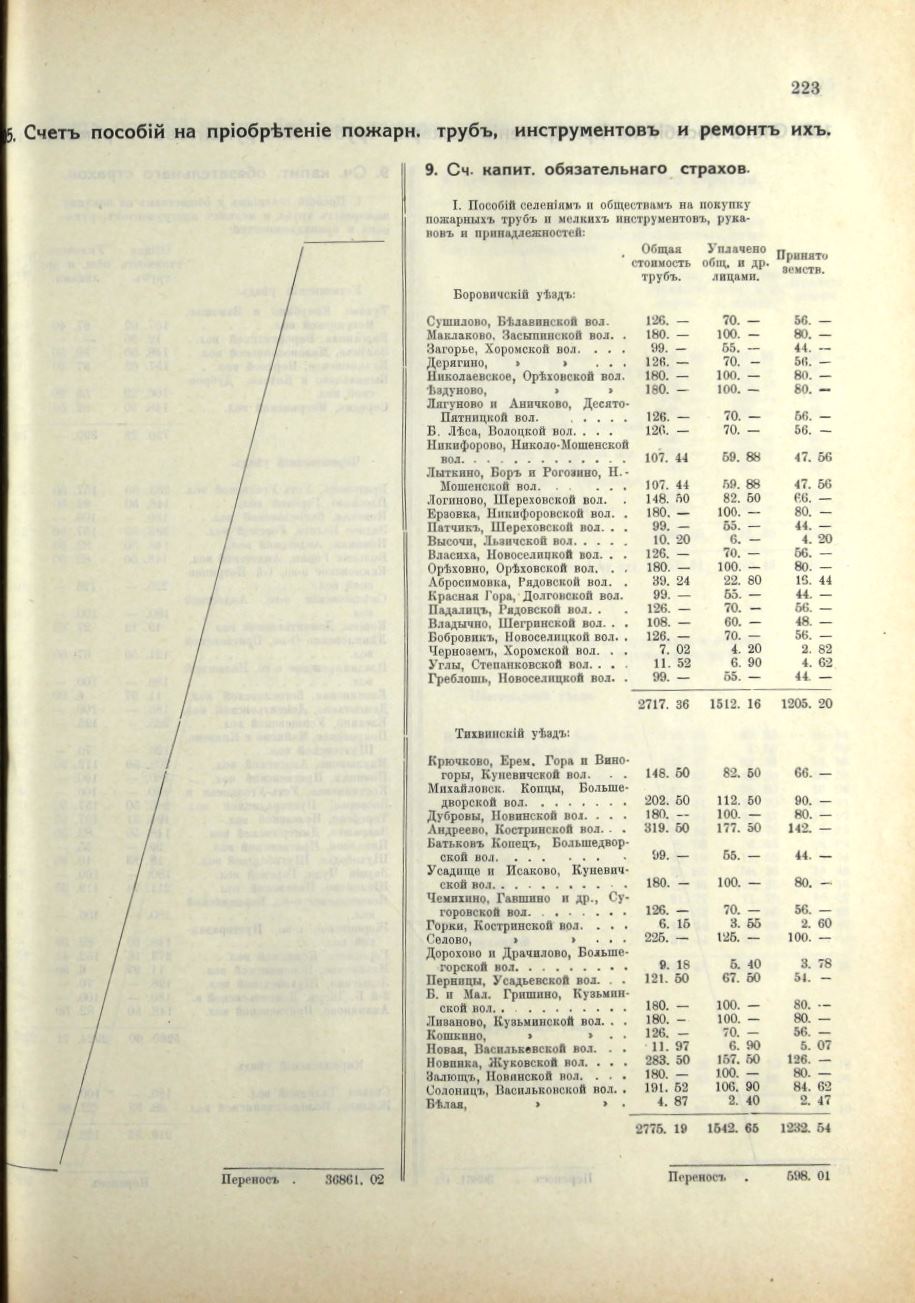 223
5. Счетъ пособій на пріобрѣтеніе пожарн. трубъ, инструментовъ и ремонтъ ихъ.
Переносъ . 36861. 02
9. Сч. капит. обязательнаго страхов.
I. Пособій селеніямъ и обществамъ на покупку
пожарныхъ трубъ и мелкихъ инструментовъ, рука-
вовъ и принадлежностей:
Общая стоимость трубъ. Уплачено общ. и др. лицами. Принято земств.
Боровичскій уѣздъ:
Сушилово, Бѣлавинской вол. 126. — 70. — 56. —
Маклаково, Засыпинской вол. . 180. — 100. — 80. —
Загорье, Хоромской вол. . . . 99. — 55. — 44. —
Дерягино, » » . . . 126. — 70. — 56. —
Николаевское, Орѣховской вол. 180. — 100. — 80. —
Ѣздуново, » » 180. — 100. — 80. —
Лягуново и Аничково, Десято-
Пятницкой вол. . . . . . 126. — 70. — 56. —
Б. Лѣса, Волоцкой вол. . . . 126. — 70. — 56. —
Никифорово, Николо-Мошенской
вол. . . . . . . . . . . . . 107. 44 59. 88 47. 56
Лыткино, Боръ и Рогозино, Н.-
Мошенской вол. . . . . 107. 44 59. 88 47. 56
Логиново, Шереховской вол. . 148. 50 82. 50 66. —
Ерзовка, Никифоровской вол. . 180. — 100. — 80. —
Патчикъ, Шереховской вол. . . 99. — 55. — 44. —
Высочи, Льзичской вол. . . . . 10. 20 6. — 4. 20
Власиха, Новоселицкой вол. . . 126. — 70. — 56. —
Орѣховно, Орѣховской вол. . . 180. — 100. — 80. —
Абросимовка, Рядовской вол. . 39. 24 22. 80 16. 44
Красная Гора, Долговской вол. 99. — 55. — 44. —
Падалицъ, Рядовской вол. . . 126. — 70. — 56. —
Владычно, Шегринской вол. . . 108. — 60. — 48. —
Бобровикъ, Новоселицкой вол. . 126. — 70. — 56. —
Черноземъ, Хоромской вол. . . 7. 02 4. 20 2. 82
Углы, Степанковской вол. . . . 11. 52 6. 90 4. 62
Греблошь, Новоселицкой вол. . 99. — 55. — 44. —
2717. 36 1512. 16 1205. 20
Тихвинскій уѣздъ:
Крючково, Ерем. Гора и Вино-
горы, Куневичской вол. . . 148. 50 82. 50 66. —
Михайловск. Концы, Больше-
дворской вол. . . . . . . . 202. 50 112. 50 90. —
Дубровы, Новинской вол. . . . 180. — 100. — 80. —
Андреево, Костринской вол. . . 319. 50 177. 50 142. —
Батьковъ Конецъ, Большедвор-
ской вол. . . . . . . . . 99. — 55. — 44. —
Усадище и Исаково, Куневич-
ской вол. . . . . . . . . . 180. — 100. — 80. —
Чемихино, Гавшино и др., Су-
горовской вол. . . . . . . . 126. — 70. — 56. —
Горки, Костринской вол. . . . 6. 15 3. 55 2. 60
Селово, » » . . . 225. — 125. — 100. —
Дорохово и Драчилово, Больше-
горской вол. . . . . . . . . 9. 18 5. 40 3. 78
Перницы, Усадьевской вол. . . 121. 50 67. 50 54. —
Б. и Мал. Гришино, Кузьмин-
ской вол. . . . . . . . . . 180. — 100. — 80. —
Лизаново, Кузьминской вол. . . 180. — 100. — 80. —
Кошкино, » » . . 126. — 70. — 56. —
Новая, Васильковской вол. . . 11. 97 6. 90 5. 07
Новинка, Жуковской вол. . . . 283. 50 157. 50 126. —
Залющъ, Новинской вол. . . . 180. — 100. — 80. —
Солоницъ, Васильковской вол. . 191. 52 106. 90 84. 62
Бѣлая, » » . 4. 87 2. 40 2. 47
2775. 19 1542. 65 1232. 54
Переносъ . 598. 01